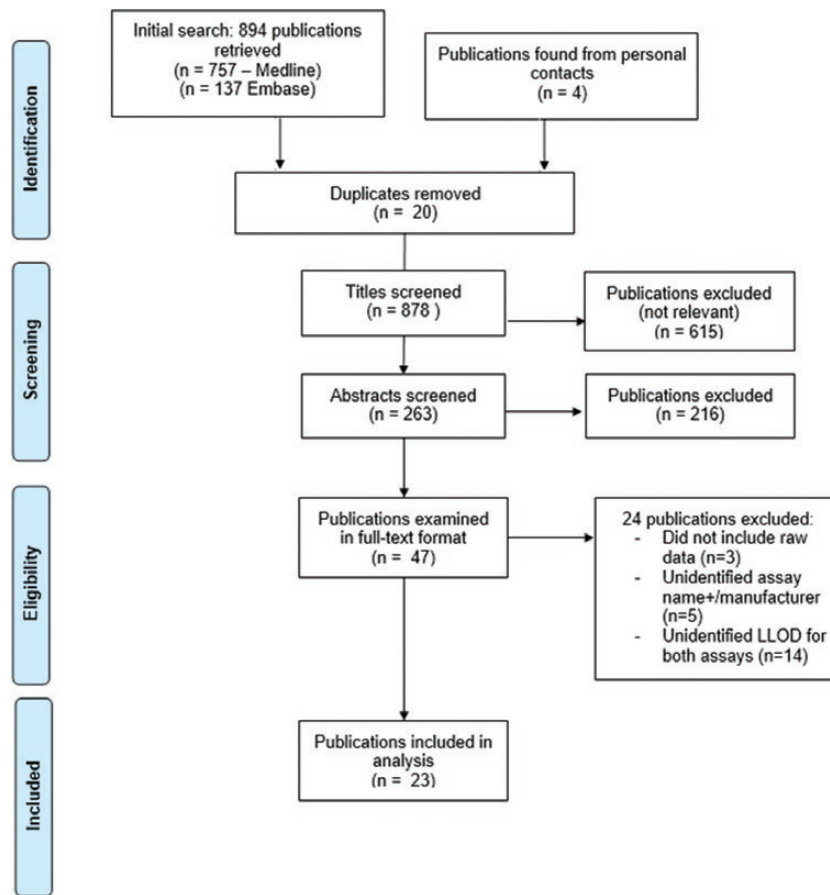 Identification
Initial search: 894 publications
retrieved
(n = 757 – Medline)
(n = 137 Embase)
Publications found from personal
contacts
(n = 4)
Duplicates removed
(n = 20)
Screening
Titles screened
(n = 878 )
Publications excluded
(not relevant)
(n = 615)
Abstracts screened
(n = 263)
Publications excluded
(n = 216)
Eligibility
Publications examined
in full-text format
(n = 47)
24 publications excluded:
- Did not include raw
data (n=3)
- Unidentified assay
name+/manufacturer
(n=5)
- Unidentified LLOD for
both assays (n=14)
Included
Publications included in
analysis
(n = 23)